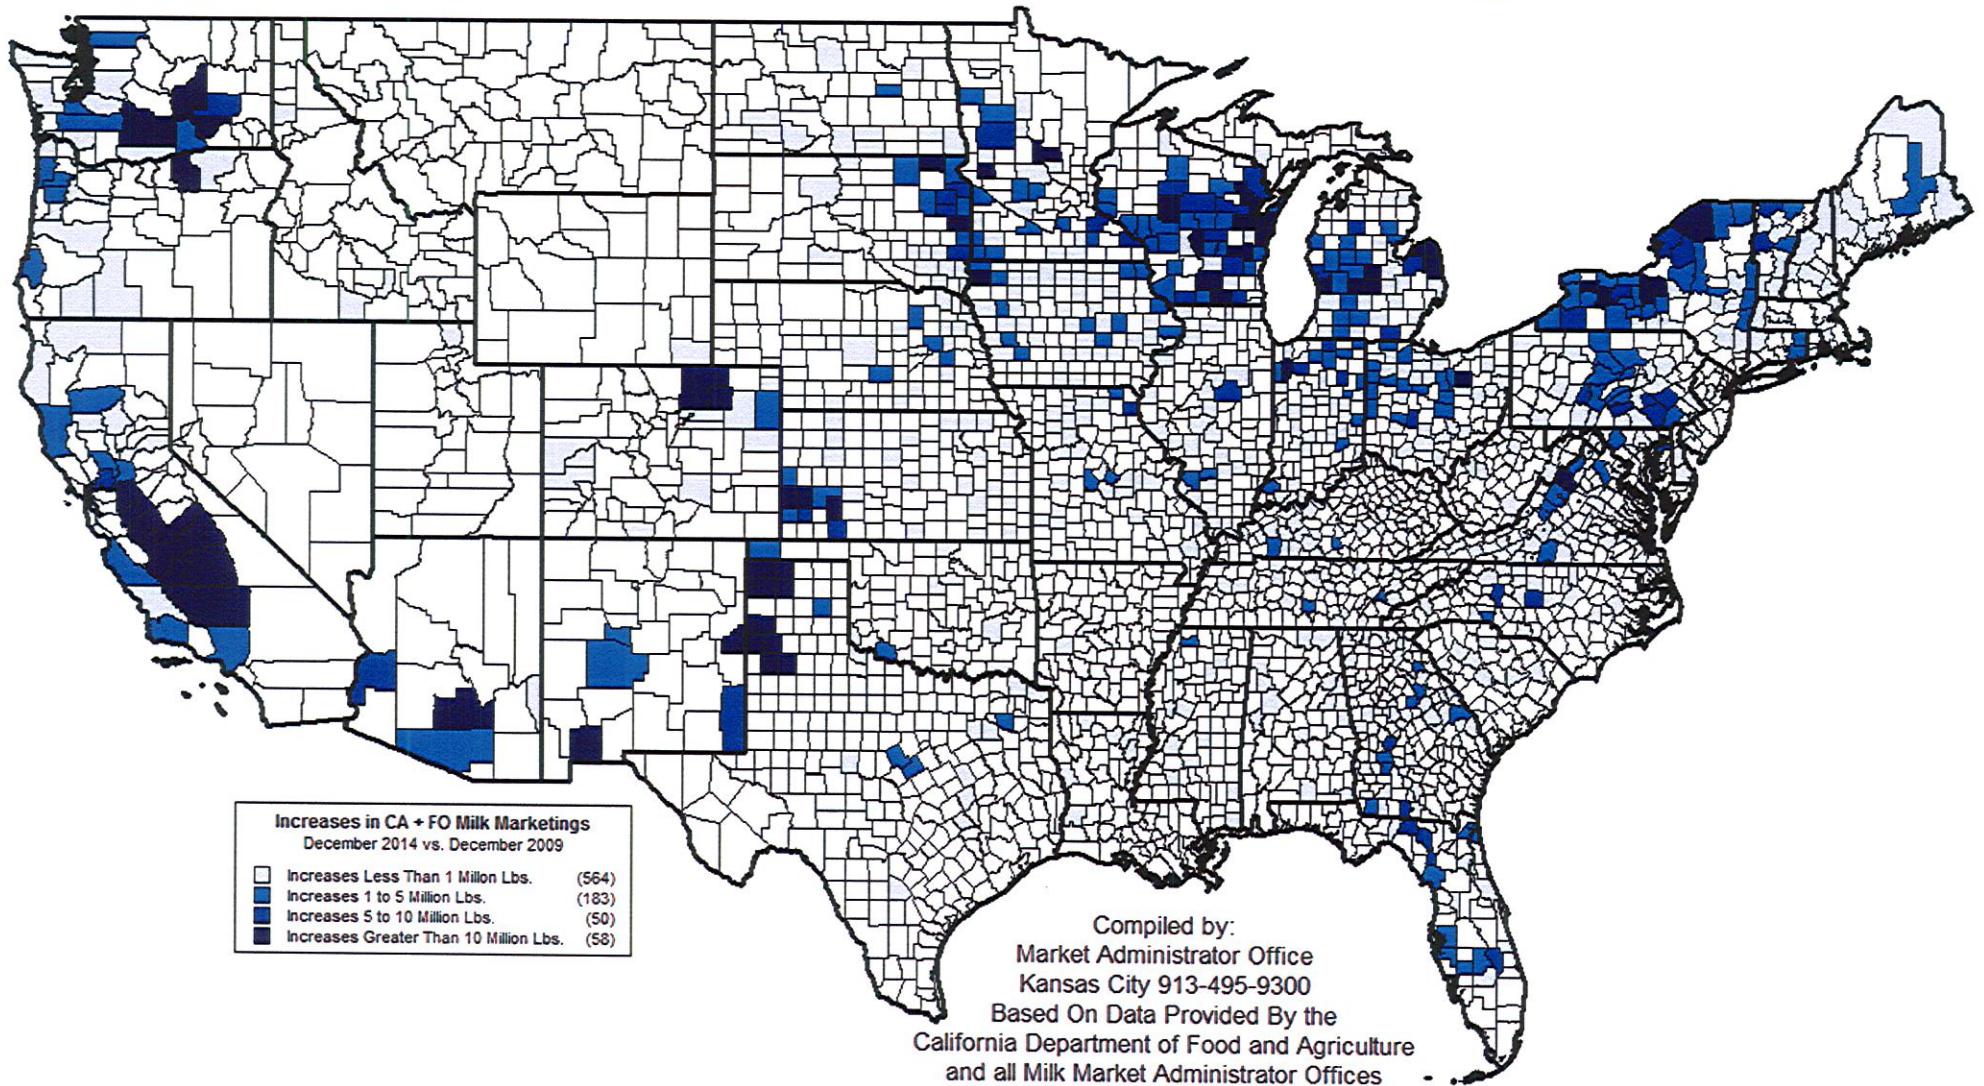 Increases in CA + FO Milk Marketings
December 2014 vs. December 2009
Increases Less Than 1 Millon Lbs. (564)
Increases 1 to 5 Million Lbs. (183)
Increases 5 to 10 Million Lbs. (50)
Increases Greater Than 10 Million Lbs. (58)
Compiled by:
Market Administrator Office
Kansas City 913-495-9300
Based On Data Provided By the
California Department of Food and Agriculture
and all Milk Market Administrator Offices